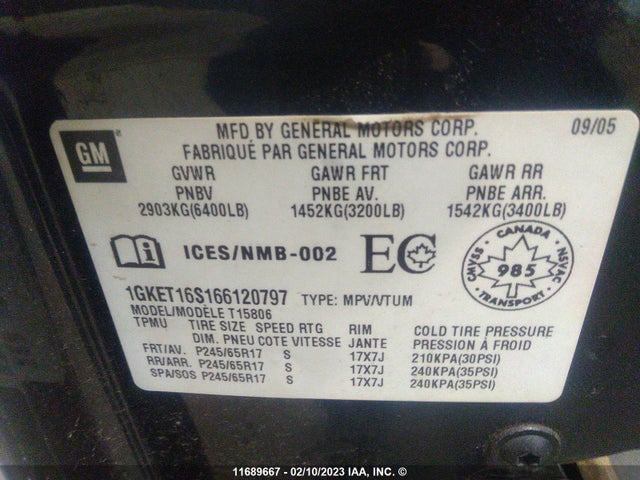 GM
MFD BY GENERAL MOTORS CORP. 09/05
FABRIQUÉ PAR GENERAL MOTORS CORP.
GVWR GAWR FRT GAWR RR
PNBV PNBE AV. PNBE ARR.
2903KG(6400LB) 1452KG(3200LB) 1542KG(3400LB)
i ICES/NMB-002 EC
CANADA
CMVSS 985 NSVAC
TRANSPORT
1GKET16S166120797 TYPE: MPV/VTUM
MODEL/MODÈLE T15806
TPMU TIRE SIZE SPEED RTG RIM COLD TIRE PRESSURE
DIM. PNEU COTE VITESSE JANTE PRESSION À FROID
FRT/AV. P245/65R17 S 17X7J 210KPA(30PSI)
RR/ARR. P245/65R17 S 17X7J 240KPA(35PSI)
SPA/SOS P245/65R17 S 17X7J 240KPA(35PSI)
11689667 - 02/10/2023 IAA, INC. ©